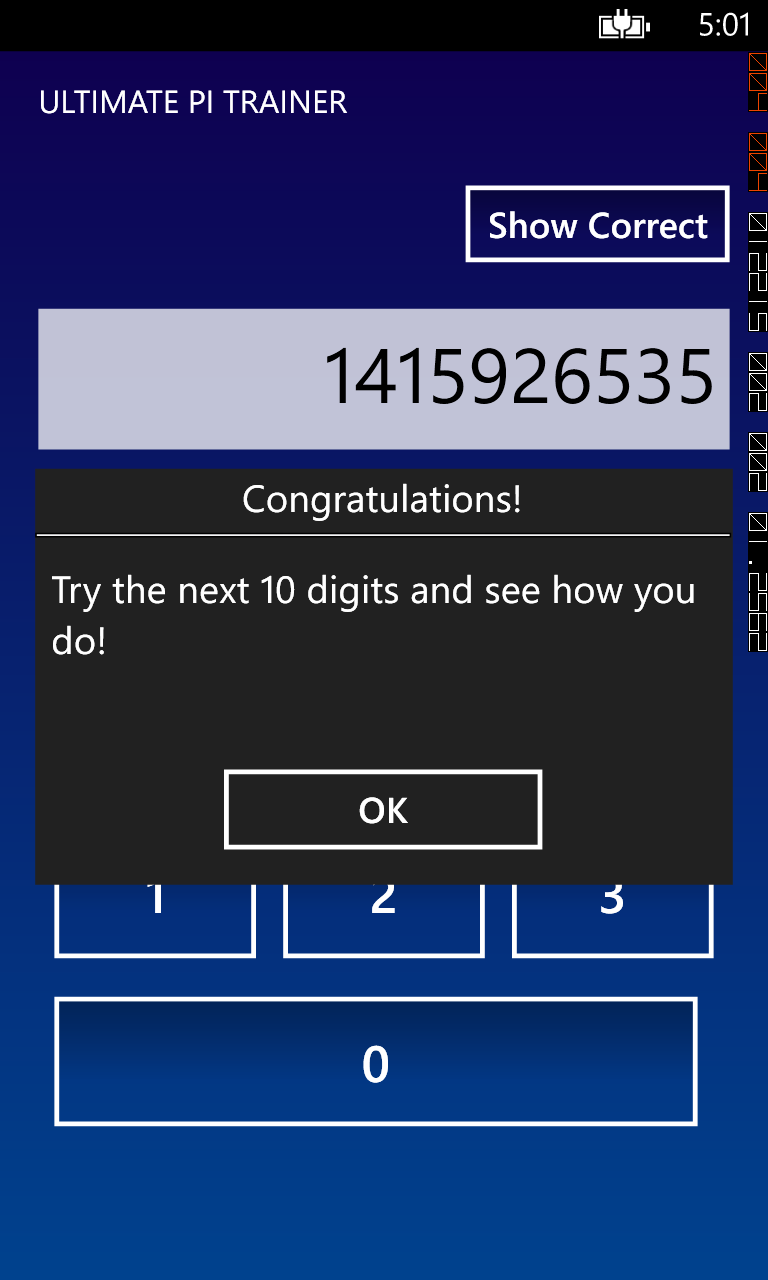 5:01
ULTIMATE PI TRAINER
Show Correct
1415926535
Congratulations!
Try the next 10 digits and see how you
do!
OK
1 2 3
0